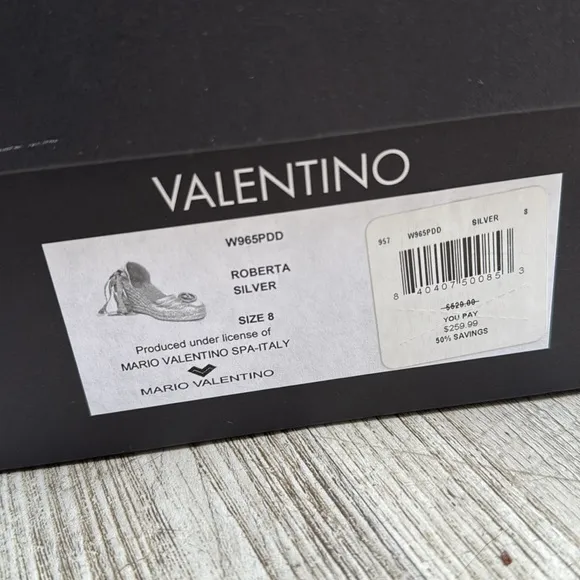 VALENTINO
W965PDD
ROBERTA
SILVER
SIZE 8
Produced under license of
MARIO VALENTINO SPA-ITALY
MARIO VALENTINO
957 W965PDD SILVER 8
8 40407 50085 3
$529.00
YOU PAY
$259.99
50% SAVINGS